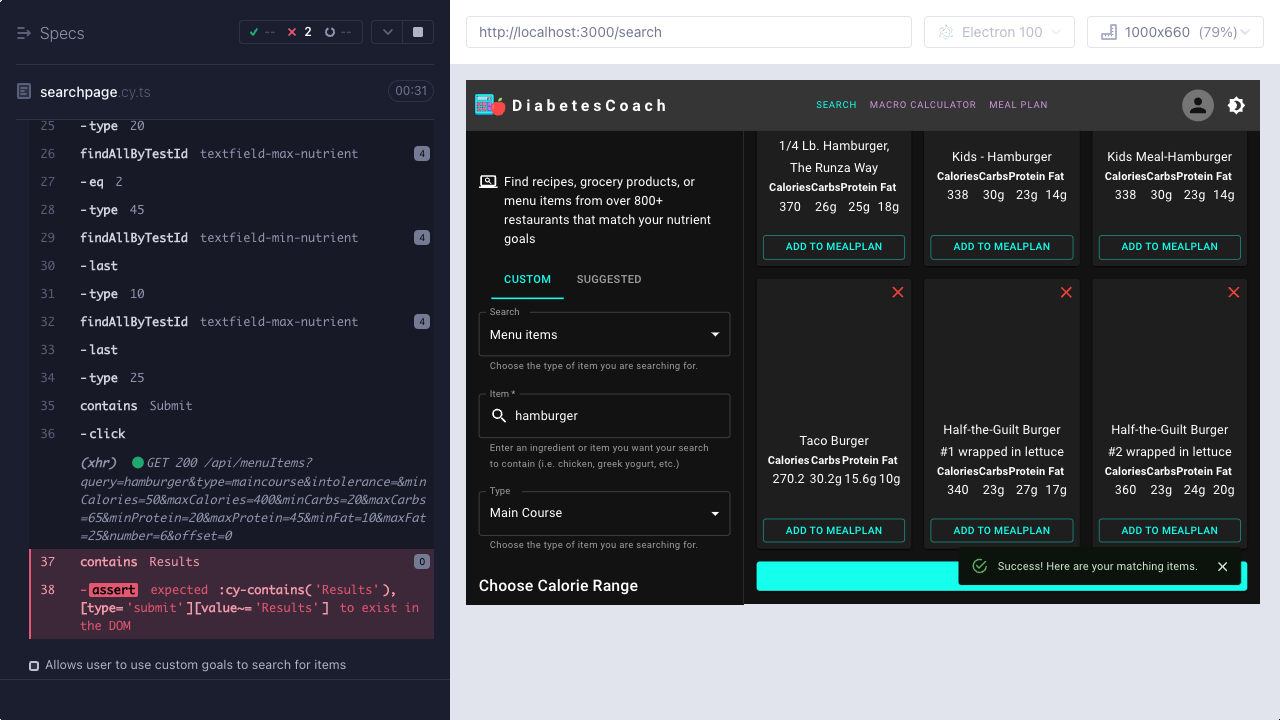 Specs
-- 2 --
searchpage.cy.ts 00:31
25 -type 20
26 findAllByTestId textfield-max-nutrient 4
27 -eq 2
28 -type 45
29 findAllByTestId textfield-min-nutrient 4
30 -last
31 -type 10
32 findAllByTestId textfield-max-nutrient 4
33 -last
34 -type 25
35 contains Submit
36 -click
(xhr) GET 200 /api/menuItems?
query=hamburger&type=maincourse&intolerance=&min
Calories=50&maxCalories=400&minCarbs=20&maxCarbs
=65&minProtein=20&maxProtein=45&minFat=10&maxFat
=25&number=6&offset=0
37 contains Results 0
38 -assert expected :cy-contains('Results'),
[type='submit'][value~='Results'] to exist in
the DOM
Allows user to use custom goals to search for items
http://localhost:3000/search
Electron 100
1000x660 (79%)
DiabetesCoach
SEARCH MACRO CALCULATOR MEAL PLAN
Find recipes, grocery products, or
menu items from over 800+
restaurants that match your nutrient
goals
CUSTOM SUGGESTED
Search
Menu items
Choose the type of item you are searching for.
Item *
hamburger
Enter an ingredient or item you want your search
to contain (i.e. chicken, greek yogurt, etc.)
Type
Main Course
Choose the type of item you are searching for.
Choose Calorie Range
1/4 Lb. Hamburger,
The Runza Way
Calories Carbs Protein Fat
370 26g 25g 18g
ADD TO MEALPLAN
Kids - Hamburger
Calories Carbs Protein Fat
338 30g 23g 14g
ADD TO MEALPLAN
Kids Meal-Hamburger
Calories Carbs Protein Fat
338 30g 23g 14g
ADD TO MEALPLAN
Taco Burger
Calories Carbs Protein Fat
270.2 30.2g 15.6g 10g
ADD TO MEALPLAN
Half-the-Guilt Burger
#1 wrapped in lettuce
Calories Carbs Protein Fat
340 23g 27g 17g
ADD TO MEALPLAN
Half-the-Guilt Burger
#2 wrapped in lettuce
Calories Carbs Protein Fat
360 23g 24g 20g
ADD TO MEALPLAN
Success! Here are your matching items.